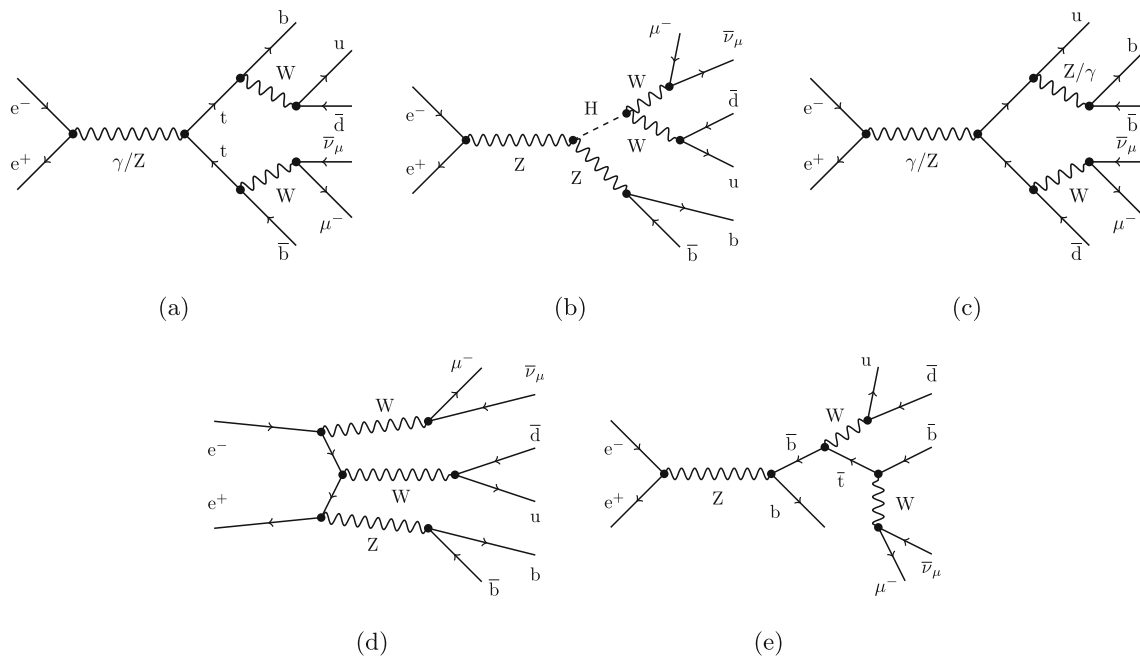 e⁻
e⁺
γ/Z
t
t
b
W
u
d̅
ν̅_μ
W
μ⁻
b̅
(a)
e⁻
e⁺
Z
H
Z
μ⁻
W
ν̅_μ
d̅
W
u
b
b̅
(b)
e⁻
e⁺
γ/Z
u
Z/γ
b
b̅
ν̅_μ
W
μ⁻
d̅
(c)
e⁻
e⁺
W
μ⁻
ν̅_μ
d̅
W
u
Z
b
b̅
(d)
e⁻
e⁺
Z
b̅
b
W
u
d̅
t̅
b̅
W
ν̅_μ
μ⁻
(e)